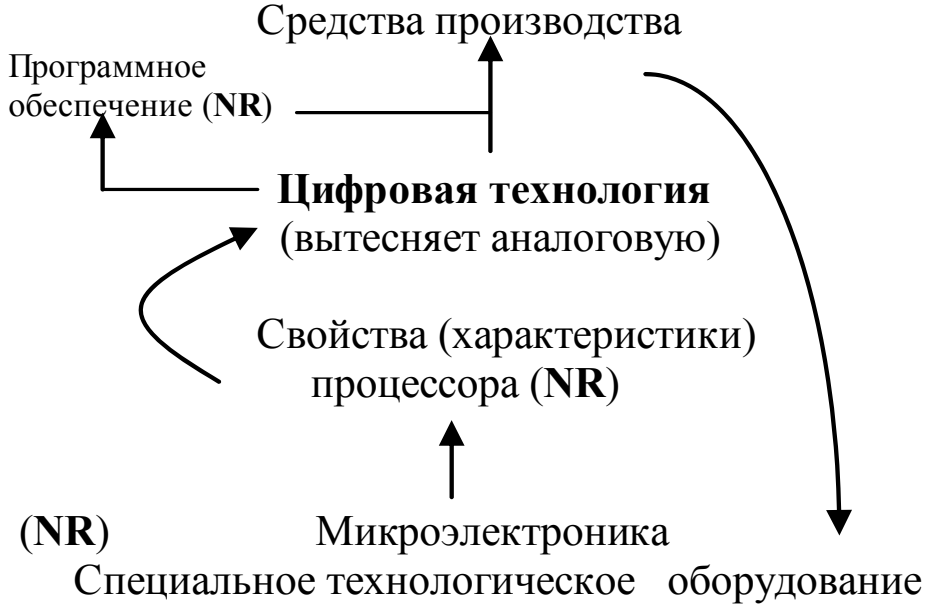 Средства производства
Программное
обеспечение (NR)
Цифровая технология
(вытесняет аналоговую)
Свойства (характеристики)
процессора (NR)
(NR) Микроэлектроника
Специальное технологическое оборудование